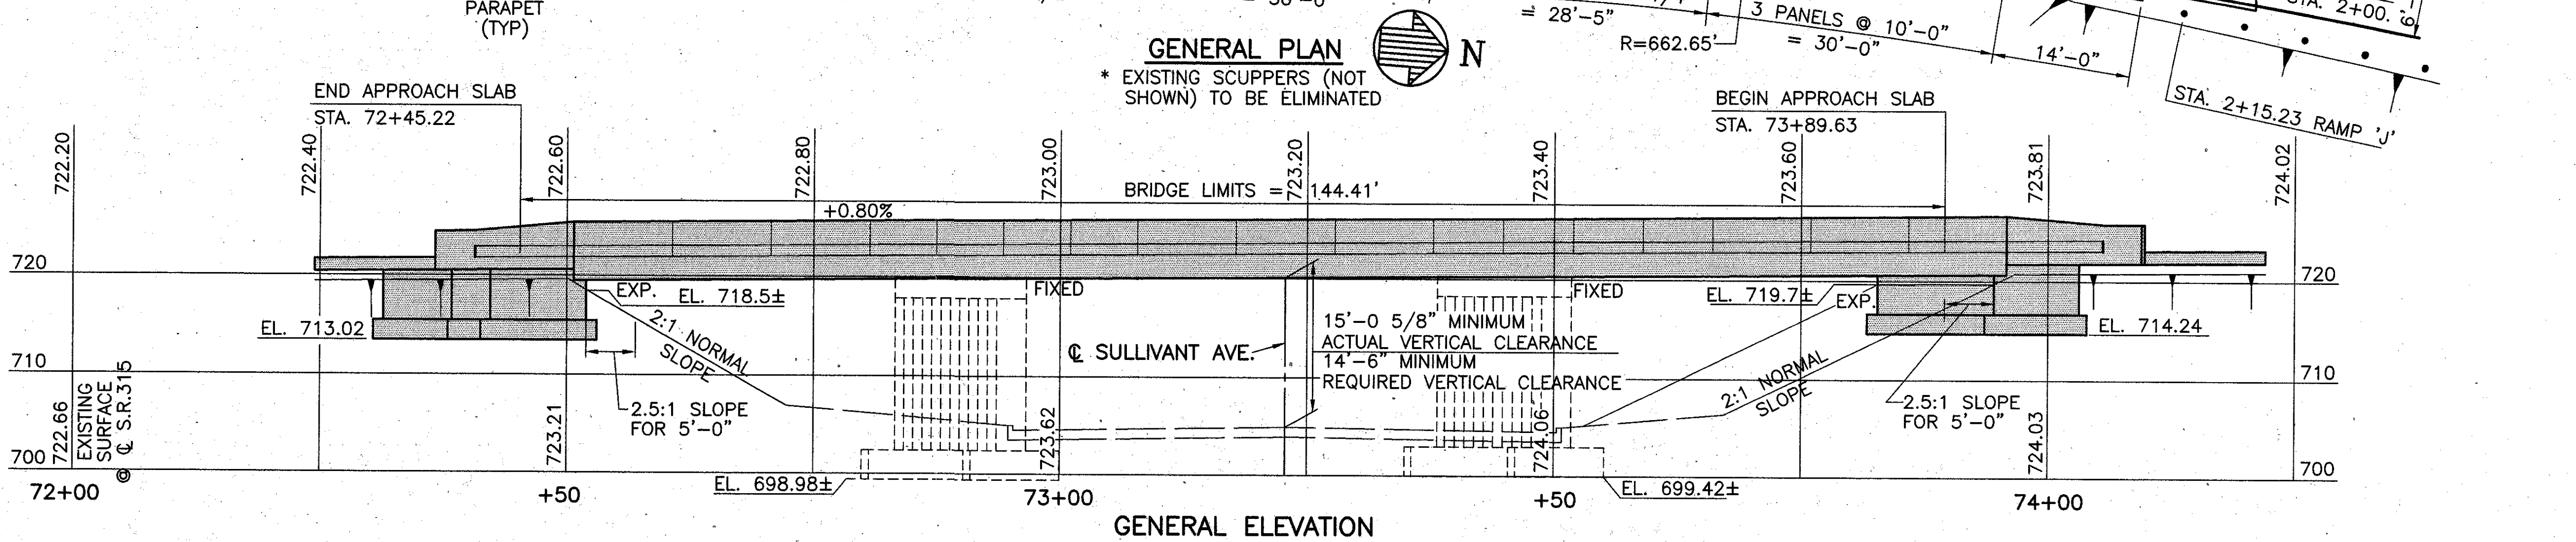 PARAPET
(TYP)
GENERAL PLAN
* EXISTING SCUPPERS (NOT
SHOWN) TO BE ELIMINATED
N
= 28'-5"
R=662.65'
3 PANELS @ 10'-0"
= 30'-0"
14'-0"
STA. 2+00.
STA. 2+15.23 RAMP 'J'
END APPROACH SLAB
STA. 72+45.22
BEGIN APPROACH SLAB
STA. 73+89.63
722.20
722.40
722.60
722.80
723.00
723.20
723.40
723.60
723.81
724.02
BRIDGE LIMITS = 144.41'
+0.80%
720
720
EXP.
EL. 718.5±
FIXED
FIXED
EL. 719.7±
EXP.
EL. 713.02
EL. 714.24
2:1 NORMAL
SLOPE
15'-0 5/8" MINIMUM
ACTUAL VERTICAL CLEARANCE
14'-6" MINIMUM
REQUIRED VERTICAL CLEARANCE
℄ SULLIVANT AVE.
2:1 NORMAL
SLOPE
710
710
2.5:1 SLOPE
FOR 5'-0"
2.5:1 SLOPE
FOR 5'-0"
722.66
EXISTING
SURFACE
@ ℄ S.R.315
723.21
723.62
724.06
724.03
700
700
EL. 698.98±
EL. 699.42±
72+00
+50
73+00
+50
74+00
GENERAL ELEVATION